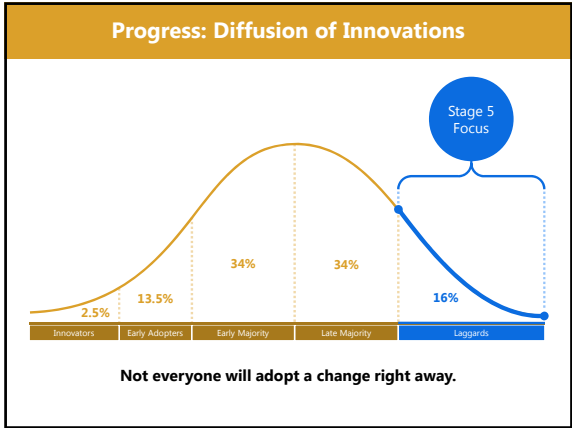 Progress: Diffusion of Innovations
Stage 5
Focus
34%
34%
13.5%
16%
2.5%
Innovators
Early Adopters
Early Majority
Late Majority
Laggards
Not everyone will adopt a change right away.